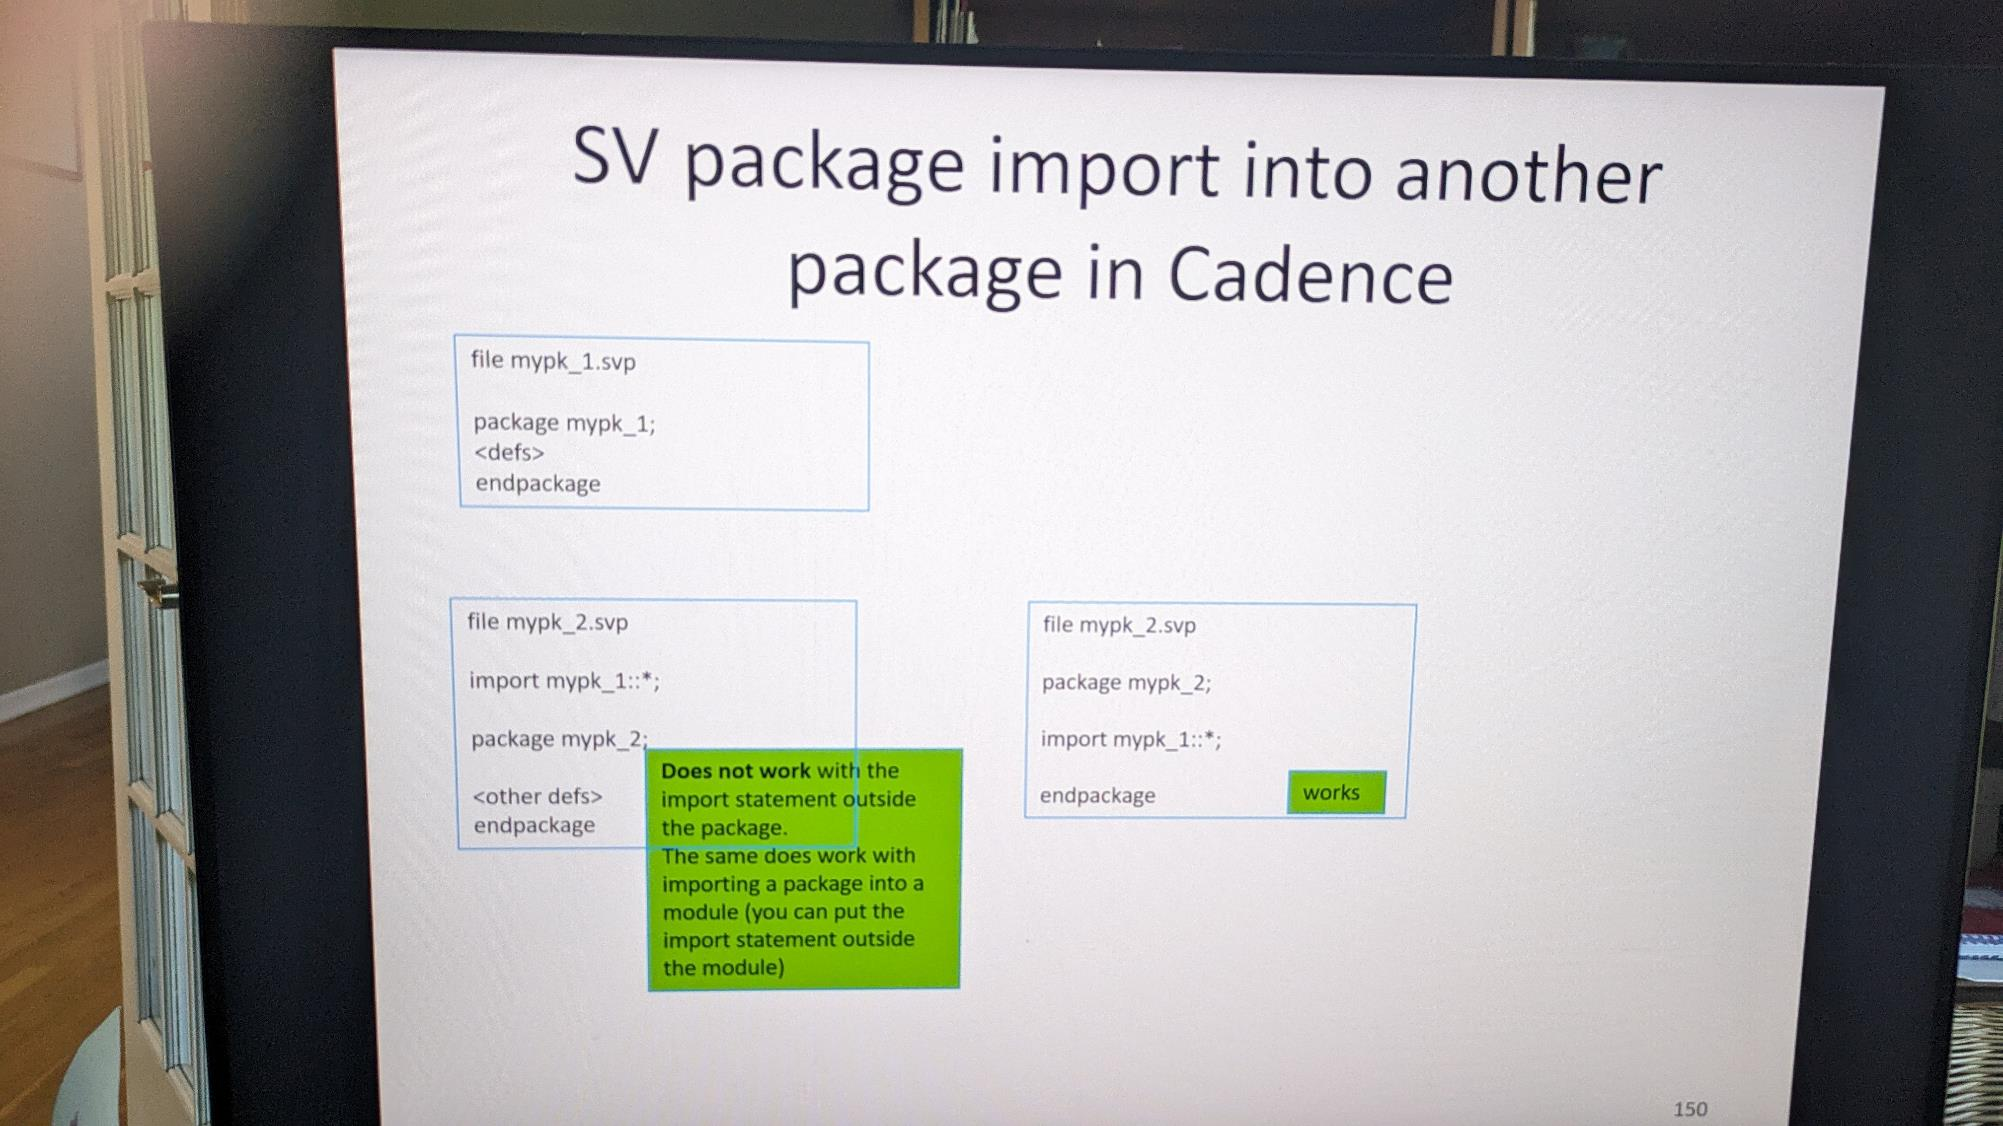 SV package import into another
package in Cadence
file mypk_1.svp
package mypk_1;
<defs>
endpackage
file mypk_2.svp
import mypk_1::*;
package mypk_2;
<other defs>
endpackage
Does not work with the
import statement outside
the package.
The same does work with
importing a package into a
module (you can put the
import statement outside
the module)
file mypk_2.svp
package mypk_2;
import mypk_1::*;
endpackage
works
150